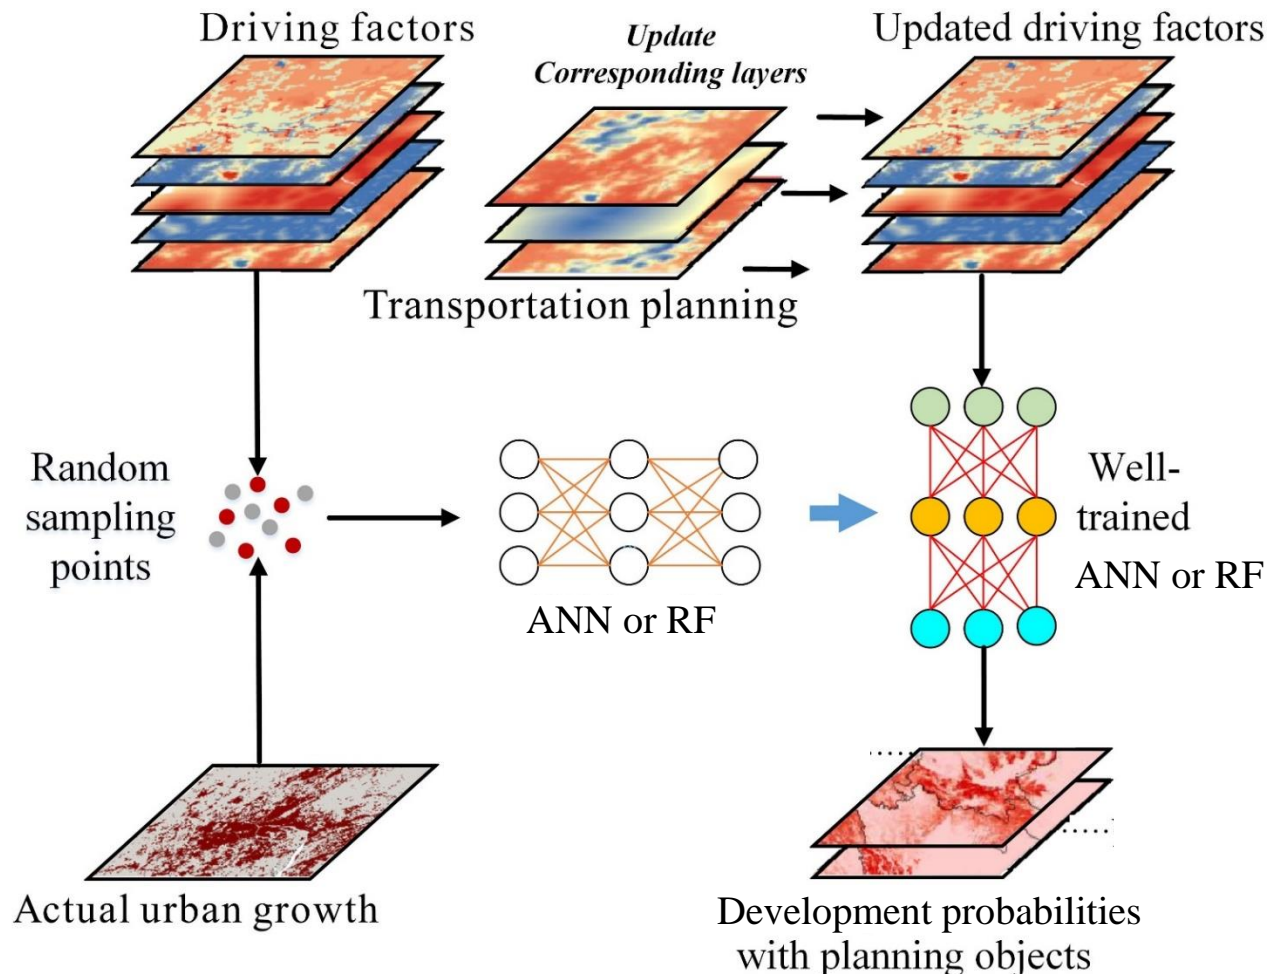 Driving factors
Update
Corresponding layers
Updated driving factors
Transportation planning
Random
sampling
points
ANN or RF
Well-
trained
ANN or RF
Actual urban growth
Development probabilities
with planning objects